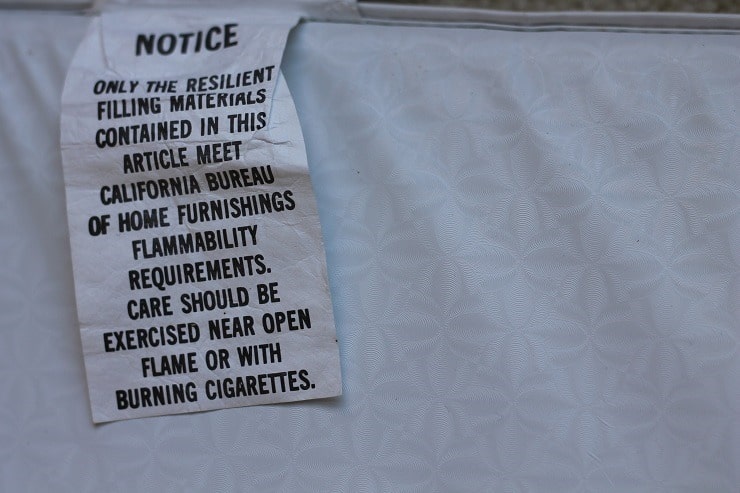 NOTICE
ONLY THE RESILIENT
FILLING MATERIALS
CONTAINED IN THIS
ARTICLE MEET
CALIFORNIA BUREAU
OF HOME FURNISHINGS
FLAMMABILITY
REQUIREMENTS.
CARE SHOULD BE
EXERCISED NEAR OPEN
FLAME OR WITH
BURNING CIGARETTES.